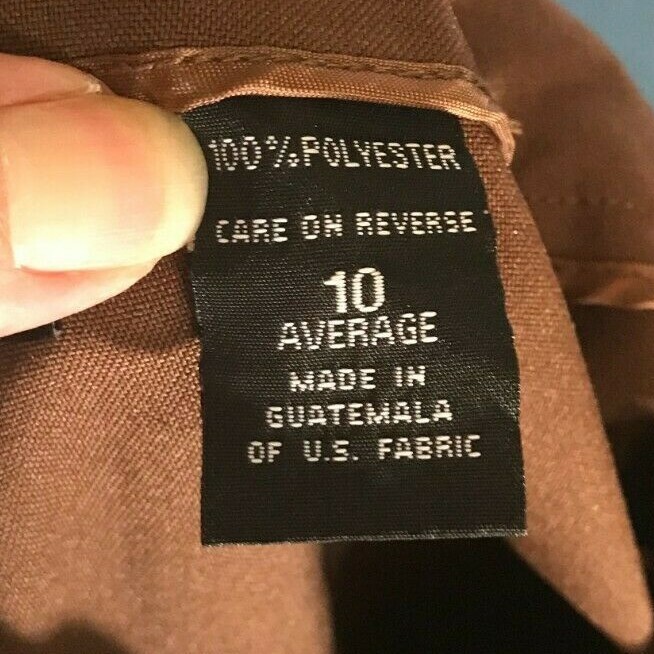 100% POLYESTER
CARE ON REVERSE
10
AVERAGE
MADE IN
GUATEMALA
OF U.S. FABRIC